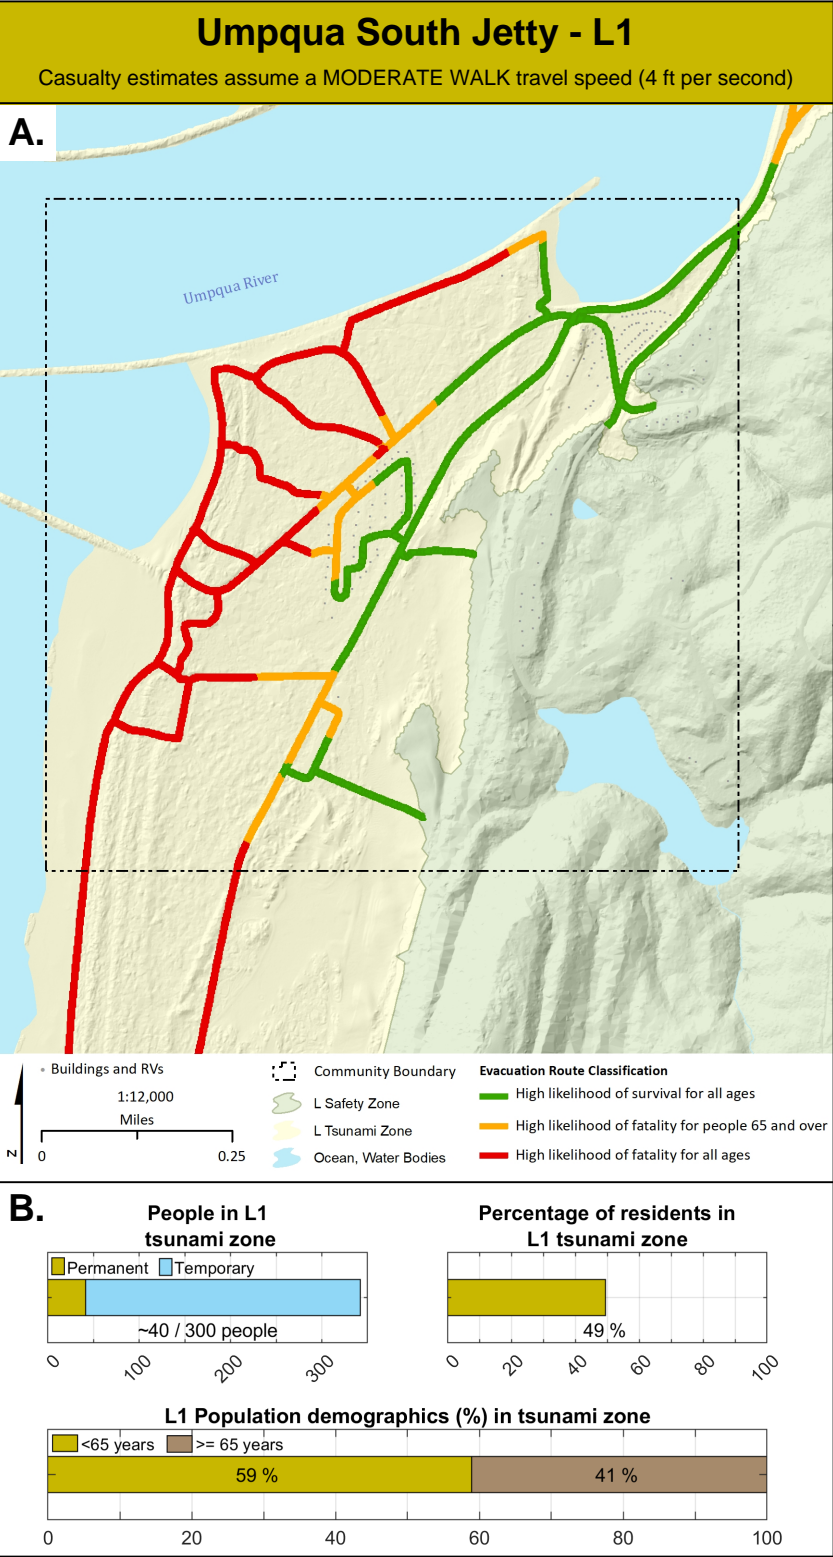 Umpqua South Jetty - L1
Casualty estimates assume a MODERATE WALK travel speed (4 ft per second)
A.
Umpqua River
Buildings and RVs
1:12,000
Miles
0 0.25
N
Community Boundary
L Safety Zone
L Tsunami Zone
Ocean, Water Bodies
Evacuation Route Classification
High likelihood of survival for all ages
High likelihood of fatality for people 65 and over
High likelihood of fatality for all ages
B.
People in L1
tsunami zone
Permanent Temporary
~40 / 300 people
0 100 200 300
Percentage of residents in
L1 tsunami zone
49 %
0 20 40 60 80 100
L1 Population demographics (%) in tsunami zone
<65 years >= 65 years
59 % 41 %
0 20 40 60 80 100